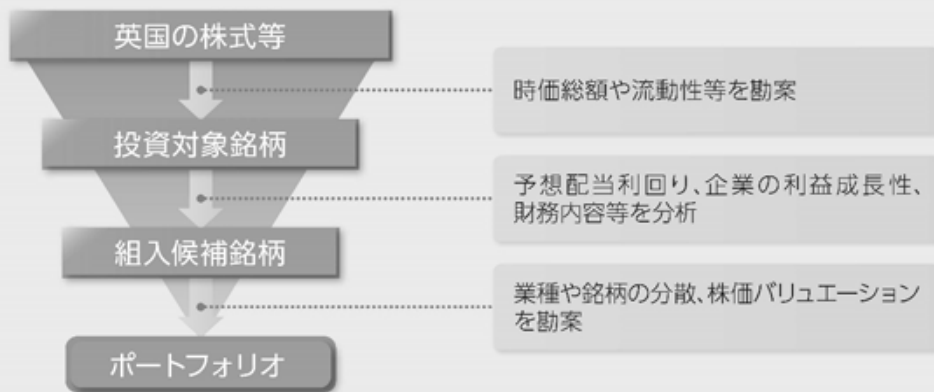 英国の株式等
時価総額や流動性等を勘案
投資対象銘柄
予想配当利回り、企業の利益成長性、
財務内容等を分析
組入候補銘柄
業種や銘柄の分散、株価バリュエーション
を勘案
ポートフォリオ